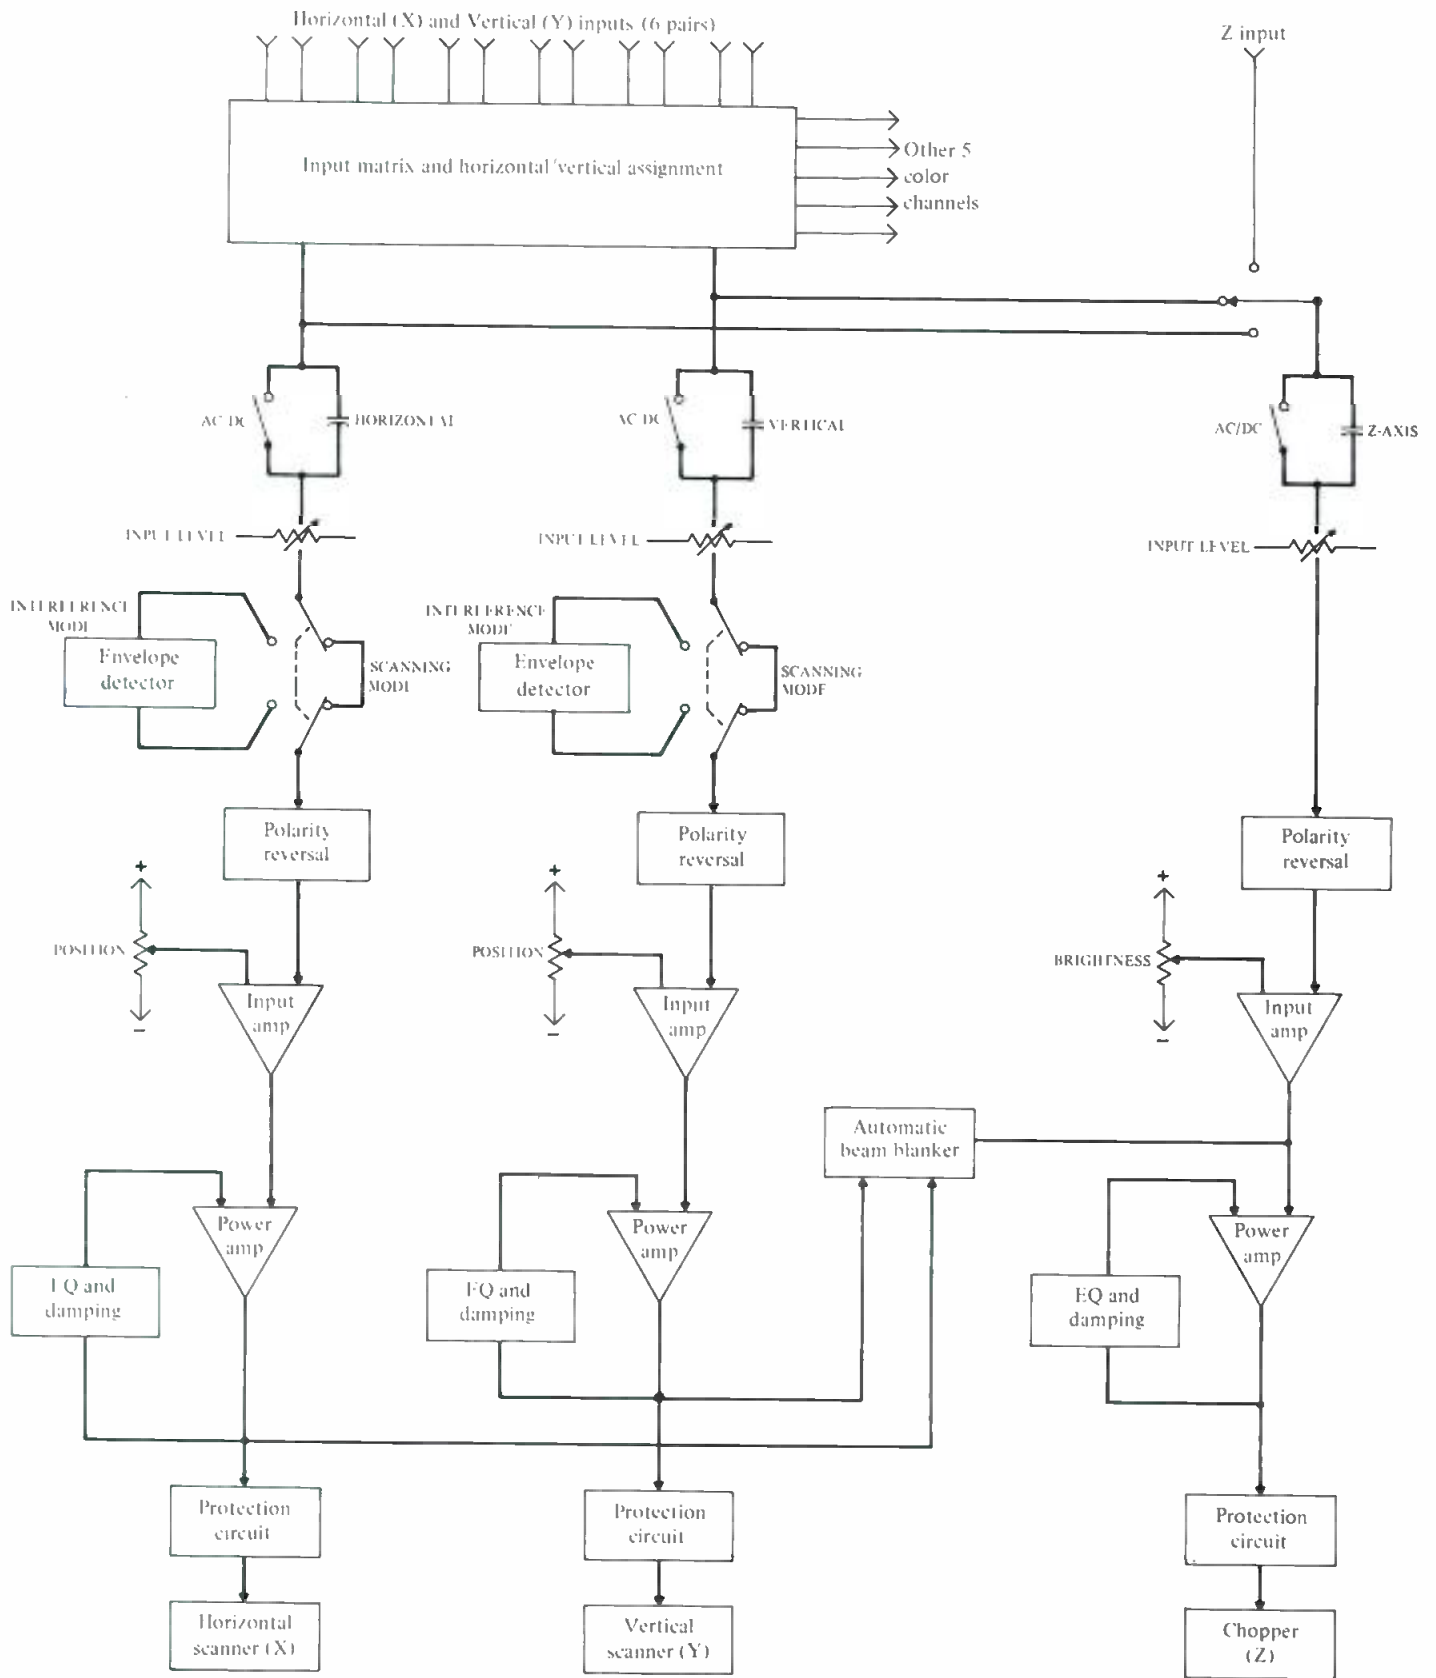 Horizontal (X) and Vertical (Y) inputs (6 pairs)
Z input
Input matrix and horizontal/vertical assignment
Other 5
color
channels
AC DC
HORIZONTAL
AC DC
VERTICAL
AC/DC
Z-AXIS
INPUT LEVEL
INPUT LEVEL
INPUT LEVEL
INTERFERENCE
MODE
Envelope
detector
SCANNING
MODE
INTERFERENCE
MODE
Envelope
detector
SCANNING
MODE
Polarity
reversal
Polarity
reversal
Polarity
reversal
+
POSITION
−
+
POSITION
−
+
BRIGHTNESS
−
Input
amp
Input
amp
Input
amp
Automatic
beam blanker
Power
amp
Power
amp
Power
amp
EQ and
damping
EQ and
damping
EQ and
damping
Protection
circuit
Protection
circuit
Protection
circuit
Horizontal
scanner (X)
Vertical
scanner (Y)
Chopper
(Z)